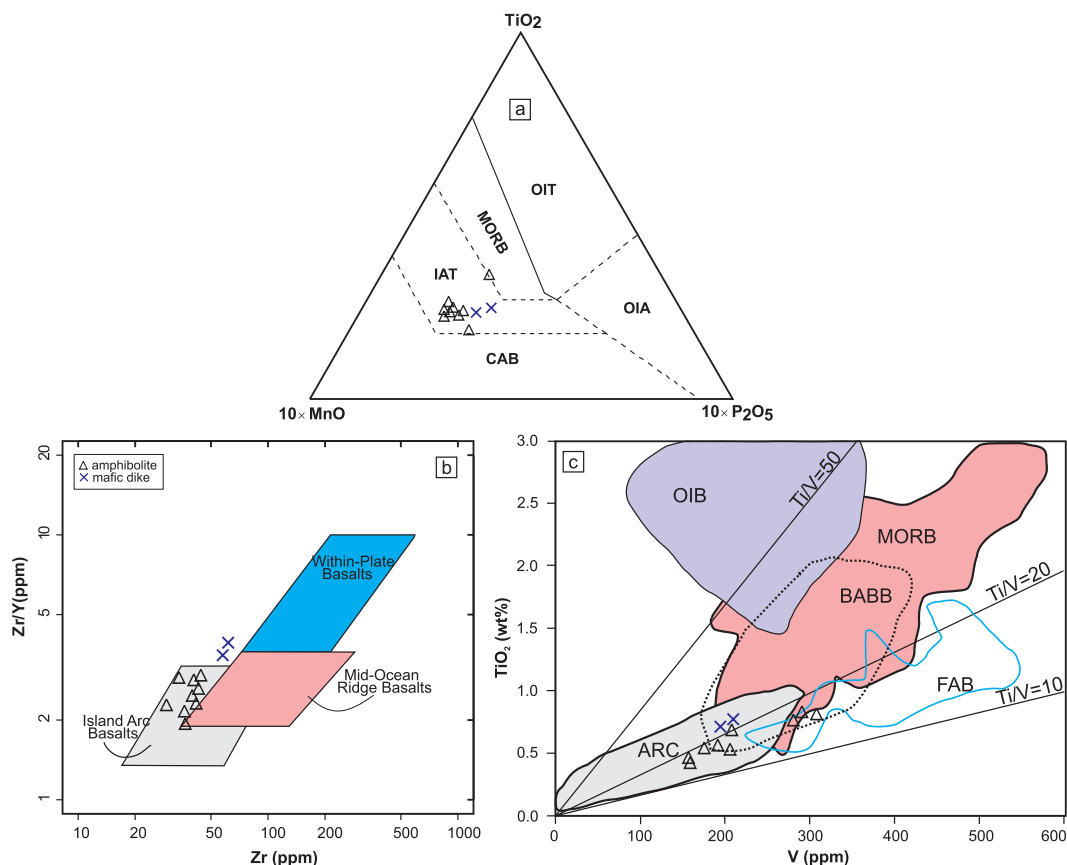 TiO2
a
OIT
MORB
IAT
OIA
CAB
10× MnO
10× P2O5
△ amphibolite
× mafic dike
b
Within-Plate
Basalts
Mid-Ocean
Ridge Basalts
Island Arc
Basalts
Zr/Y(ppm)
20
10
5
2
1
10 20 50 100 200 500 1000
Zr (ppm)
c
OIB
Ti/V=50
MORB
BABB
Ti/V=20
FAB
Ti/V=10
ARC
TiO2 (wt%)
3.0
2.5
2.0
1.5
1.0
0.5
0.0
0 100 200 300 400 500 600
V (ppm)